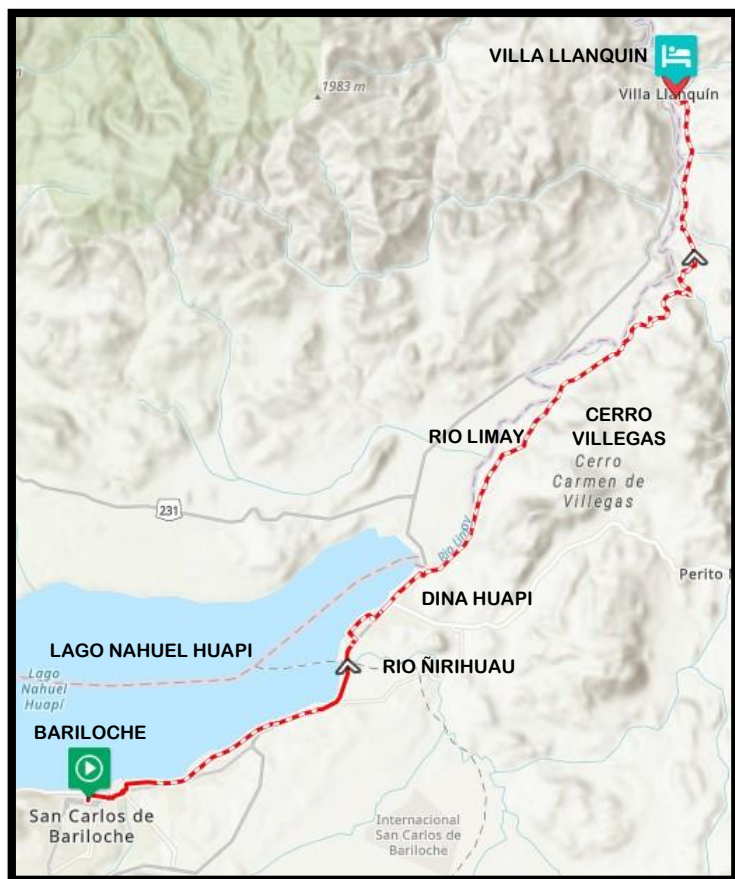 VILLA LLANQUIN
1983 m
Villa Llanquín
RIO LIMAY
CERRO
VILLEGAS
Cerro
Carmen de
Villegas
231
Rio Limay
Perito
DINA HUAPI
LAGO NAHUEL HUAPI
RIO ÑIRIHUAU
Lago
Nahuel
Huapí
BARILOCHE
San Carlos de
Bariloche
Internacional
San Carlos de
Bariloche